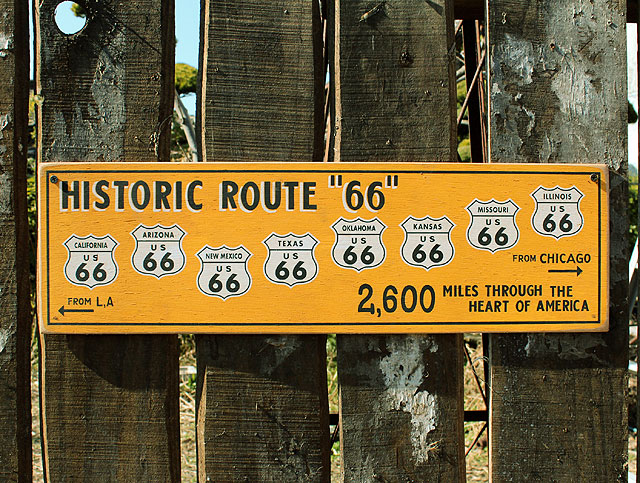 HISTORIC ROUTE "66"
CALIFORNIA
US
66
ARIZONA
US
66
NEW MEXICO
US
66
TEXAS
US
66
OKLAHOMA
US
66
KANSAS
US
66
MISSOURI
US
66
ILLINOIS
US
66
FROM L,A
FROM CHICAGO
2,600 MILES THROUGH THE
HEART OF AMERICA